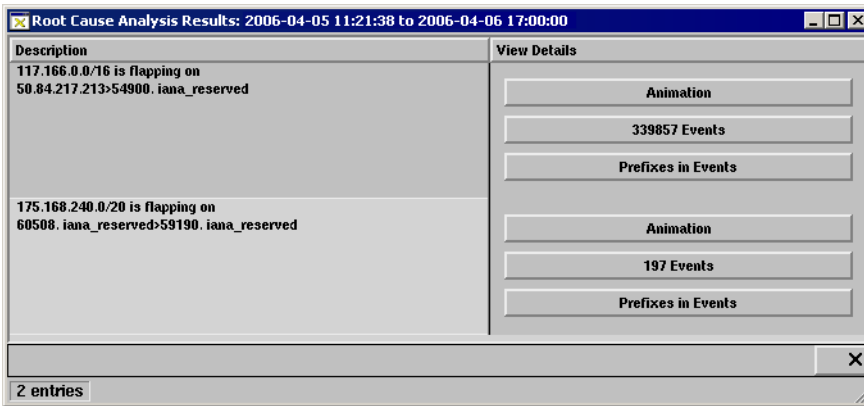 Root Cause Analysis Results: 2006-04-05 11:21:38 to 2006-04-06 17:00:00
Description
View Details
117.166.0.0/16 is flapping on
50.84.217.213>54900. iana_reserved
Animation
339857 Events
Prefixes in Events
175.168.240.0/20 is flapping on
60508. iana_reserved>59190. iana_reserved
Animation
197 Events
Prefixes in Events
2 entries